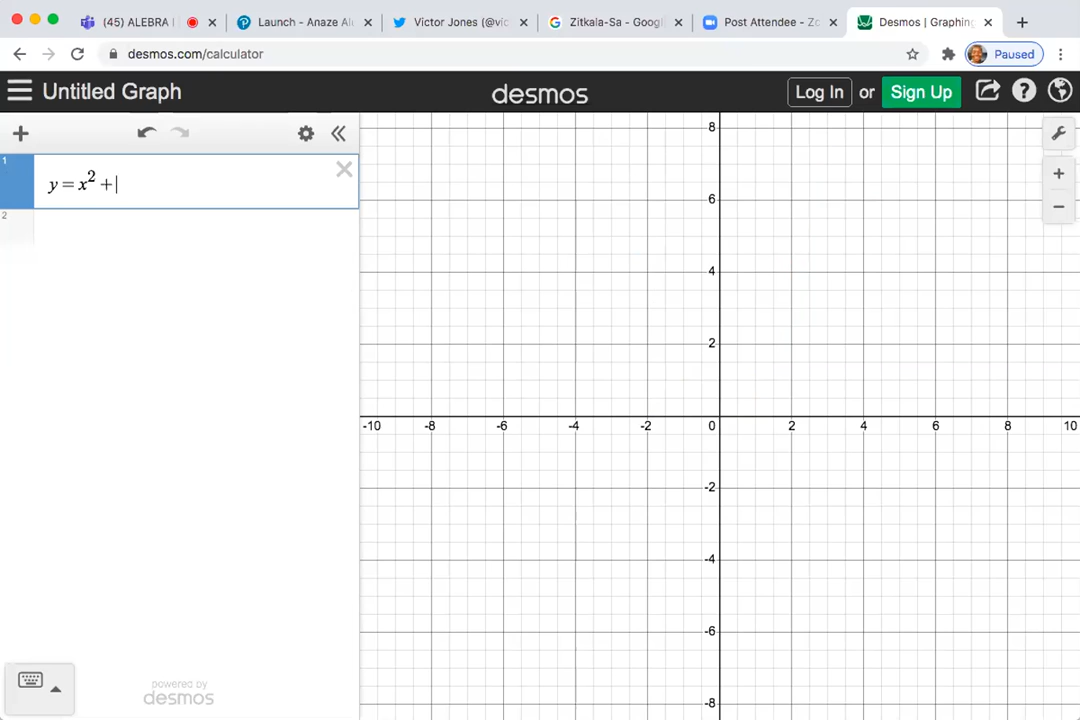 (45) ALEBRA
Launch - Anaze Al
Victor Jones (@vic
Zitkala-Sa - Googl
Post Attendee - Zo
Desmos | Graphing
desmos.com/calculator
Paused
Untitled Graph
desmos
Log In or Sign Up
1
y = x² +
2
8
6
4
2
-10 -8 -6 -4 -2 0 2 4 6 8 10
-2
-4
-6
-8
powered by
desmos